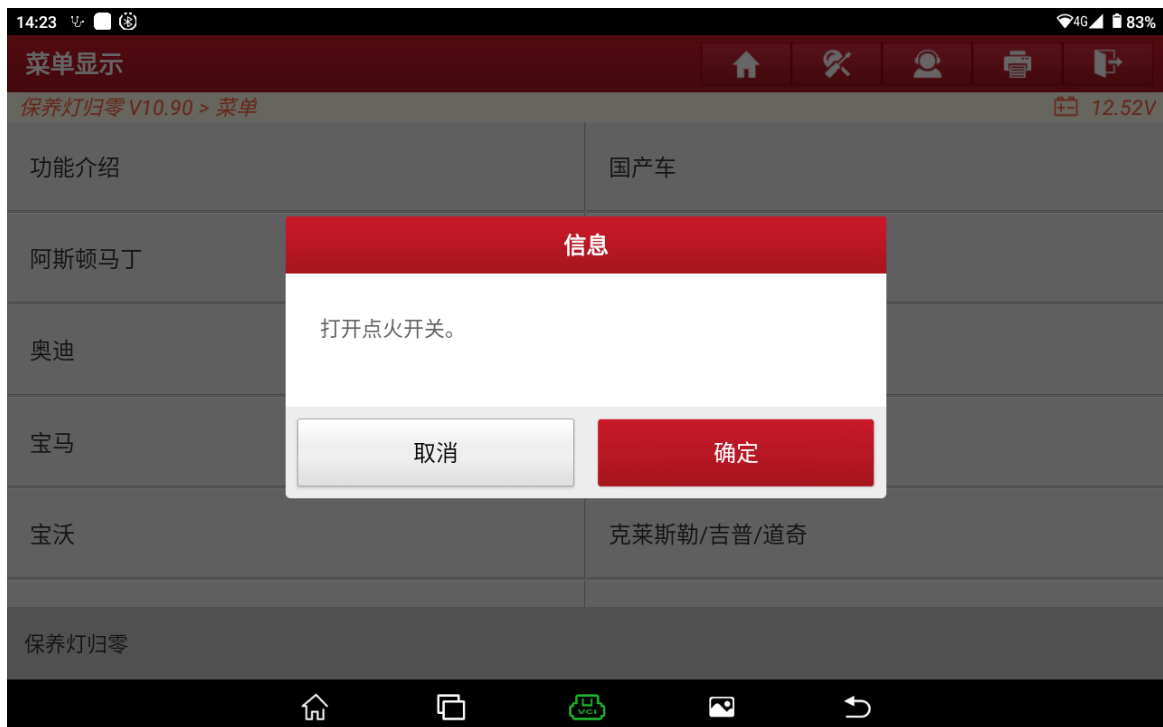 14:23
4G 83%
菜单显示
保养灯归零 V10.90 > 菜单
12.52V
功能介绍
国产车
阿斯顿马丁
奥迪
宝马
宝沃
克莱斯勒/吉普/道奇
信息
打开点火开关。
取消
确定
保养灯归零
VCI